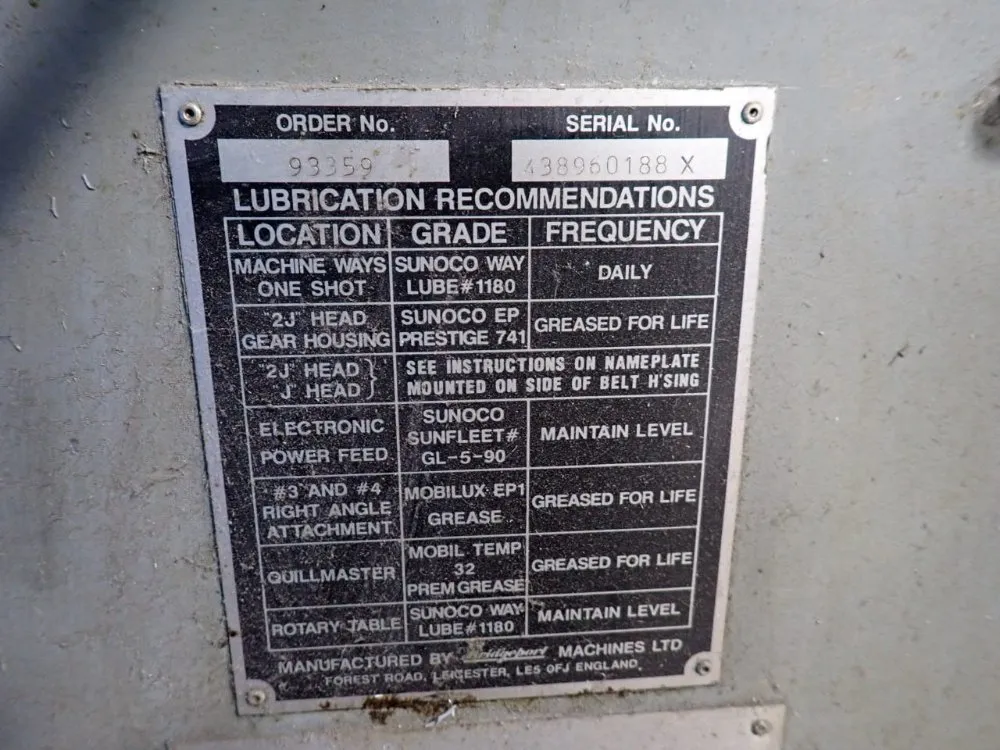 ORDER No. SERIAL No.
93359 438960188 X
LUBRICATION RECOMMENDATIONS
LOCATION GRADE FREQUENCY
MACHINE WAYS SUNOCO WAY
ONE SHOT LUBE#1180 DAILY
"2J" HEAD SUNOCO EP
GEAR HOUSING PRESTIGE 741 GREASED FOR LIFE
"2J" HEAD } SEE INSTRUCTIONS ON NAMEPLATE
J" HEAD } MOUNTED ON SIDE OF BELT H'SING
ELECTRONIC SUNOCO
POWER FEED SUNFLEET# MAINTAIN LEVEL
GL-5-90
#3 AND #4 MOBILUX EP1
RIGHT ANGLE GREASE GREASED FOR LIFE
ATTACHMENT
QUILLMASTER MOBIL TEMP
32 GREASED FOR LIFE
PREM GREASE
ROTARY TABLE SUNOCO WAY
LUBE#1180 MAINTAIN LEVEL
MANUFACTURED BY Bridgeport MACHINES LTD
FOREST ROAD, LEICESTER, LE5 0FJ ENGLAND.